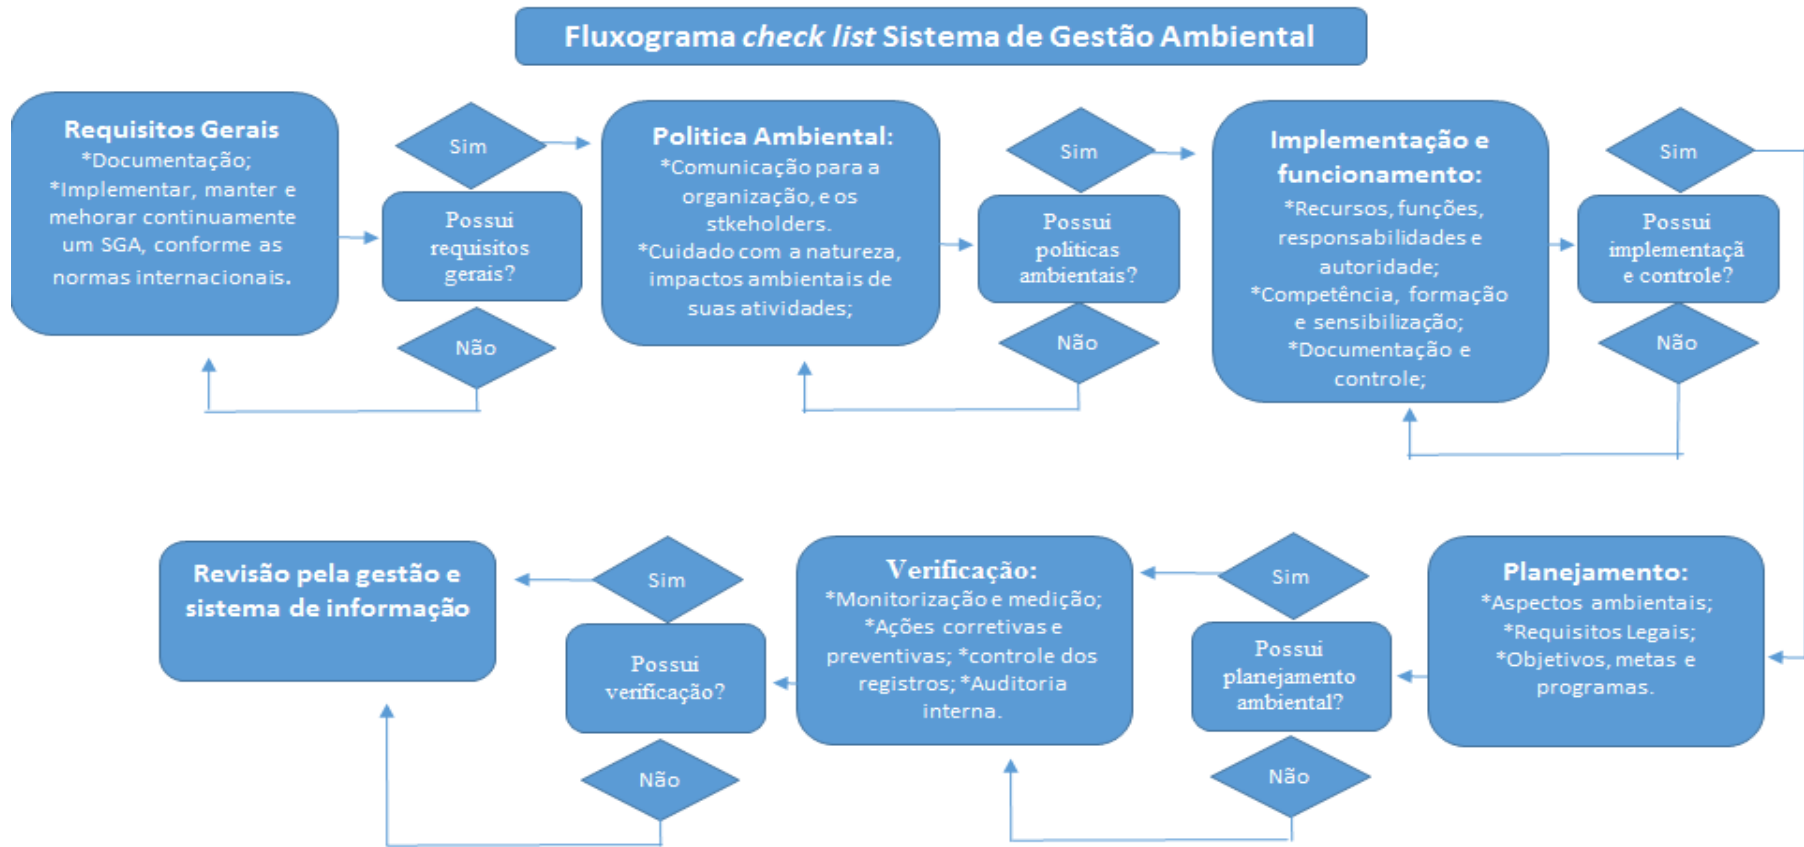 Fluxograma check list Sistema de Gestão Ambiental
Requisitos Gerais
*Documentação;
*Implementar, manter e
mehorar continuamente
um SGA, conforme as
normas internacionais.
Sim
Possui
requisitos
gerais?
Não
Politica Ambiental:
*Comunicação para a
organização, e os
stkeholders.
*Cuidado com a natureza,
impactos ambientais de
suas atividades;
Sim
Possui
políticas
ambientais?
Não
Implementação e
funcionamento:
*Recursos, funções,
responsabilidades e
autoridade;
*Competência, formação
e sensibilização;
*Documentação e
controle;
Sim
Possui
implementaçã
e controle?
Não
Planejamento:
*Aspectos ambientais;
*Requisitos Legais;
*Objetivos, metas e
programas.
Sim
Possui
planejamento
ambiental?
Não
Verificação:
*Monitorização e medição;
*Ações corretivas e
preventivas; *controle dos
registros; *Auditoria
interna.
Sim
Possui
verificação?
Não
Revisão pela gestão e
sistema de informação